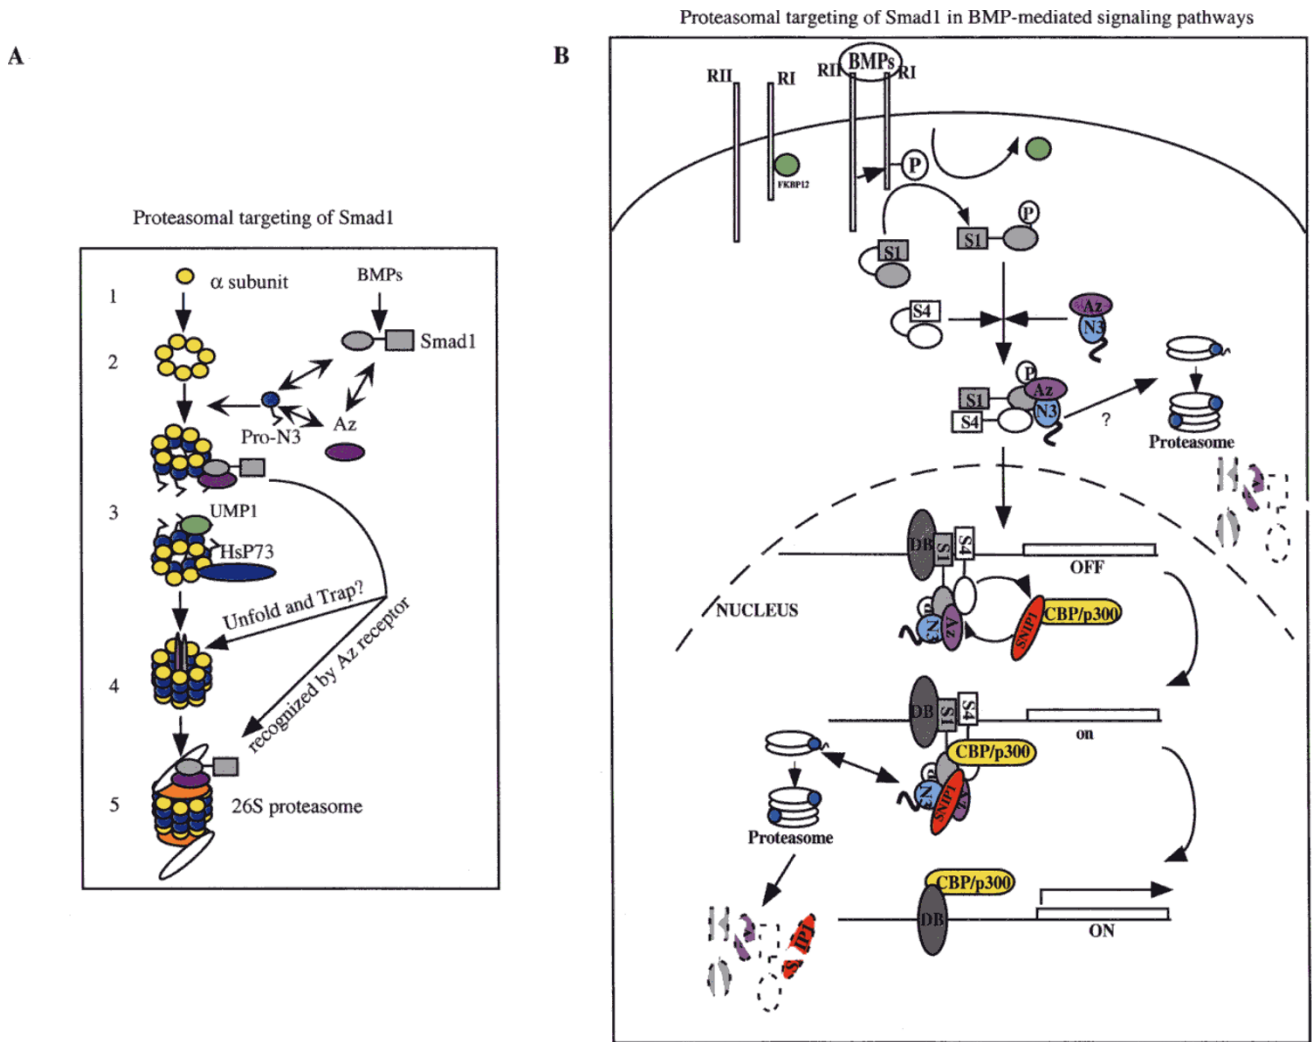 Proteasomal targeting of Smad1 in BMP-mediated signaling pathways
A
B
Proteasomal targeting of Smad1
1
α subunit
BMPs
2
Smad1
Pro-N3
Az
3
UMP1
HsP73
Unfold and Trap?
4
recognized by Az receptor
5
26S proteasome
RII
RI
RII
BMPs
RI
FKBP12
P
S1
S1
P
S4
Az
N3
P
S1
Az
S4
N3
?
Proteasome
NUCLEUS
DB
S1
S4
OFF
P
N3
Az
SNIP1
CBP/p300
DB
S1
S4
on
CBP/p300
P
N3
SNIP1
Az
Proteasome
CBP/p300
DB
ON
S
IP1